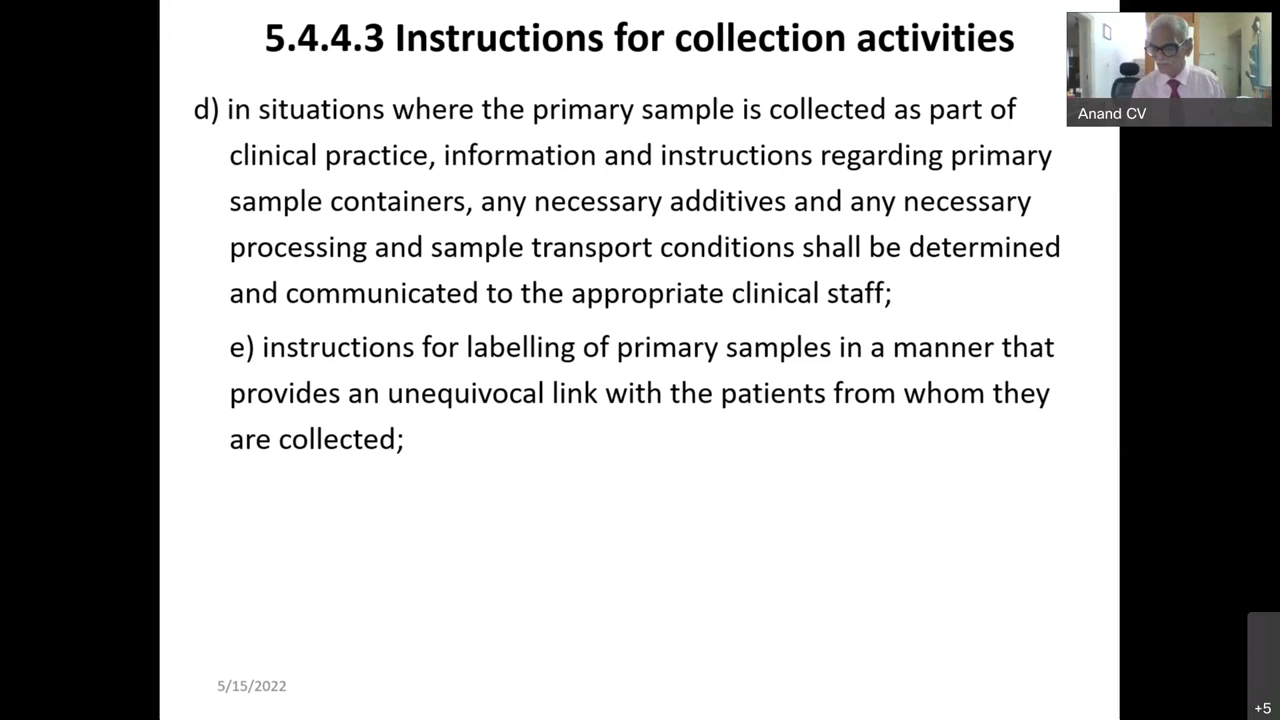 5.4.4.3 Instructions for collection activities
Anand CV
d) in situations where the primary sample is collected as part of
clinical practice, information and instructions regarding primary
sample containers, any necessary additives and any necessary
processing and sample transport conditions shall be determined
and communicated to the appropriate clinical staff;
e) instructions for labelling of primary samples in a manner that
provides an unequivocal link with the patients from whom they
are collected;
5/15/2022
+5